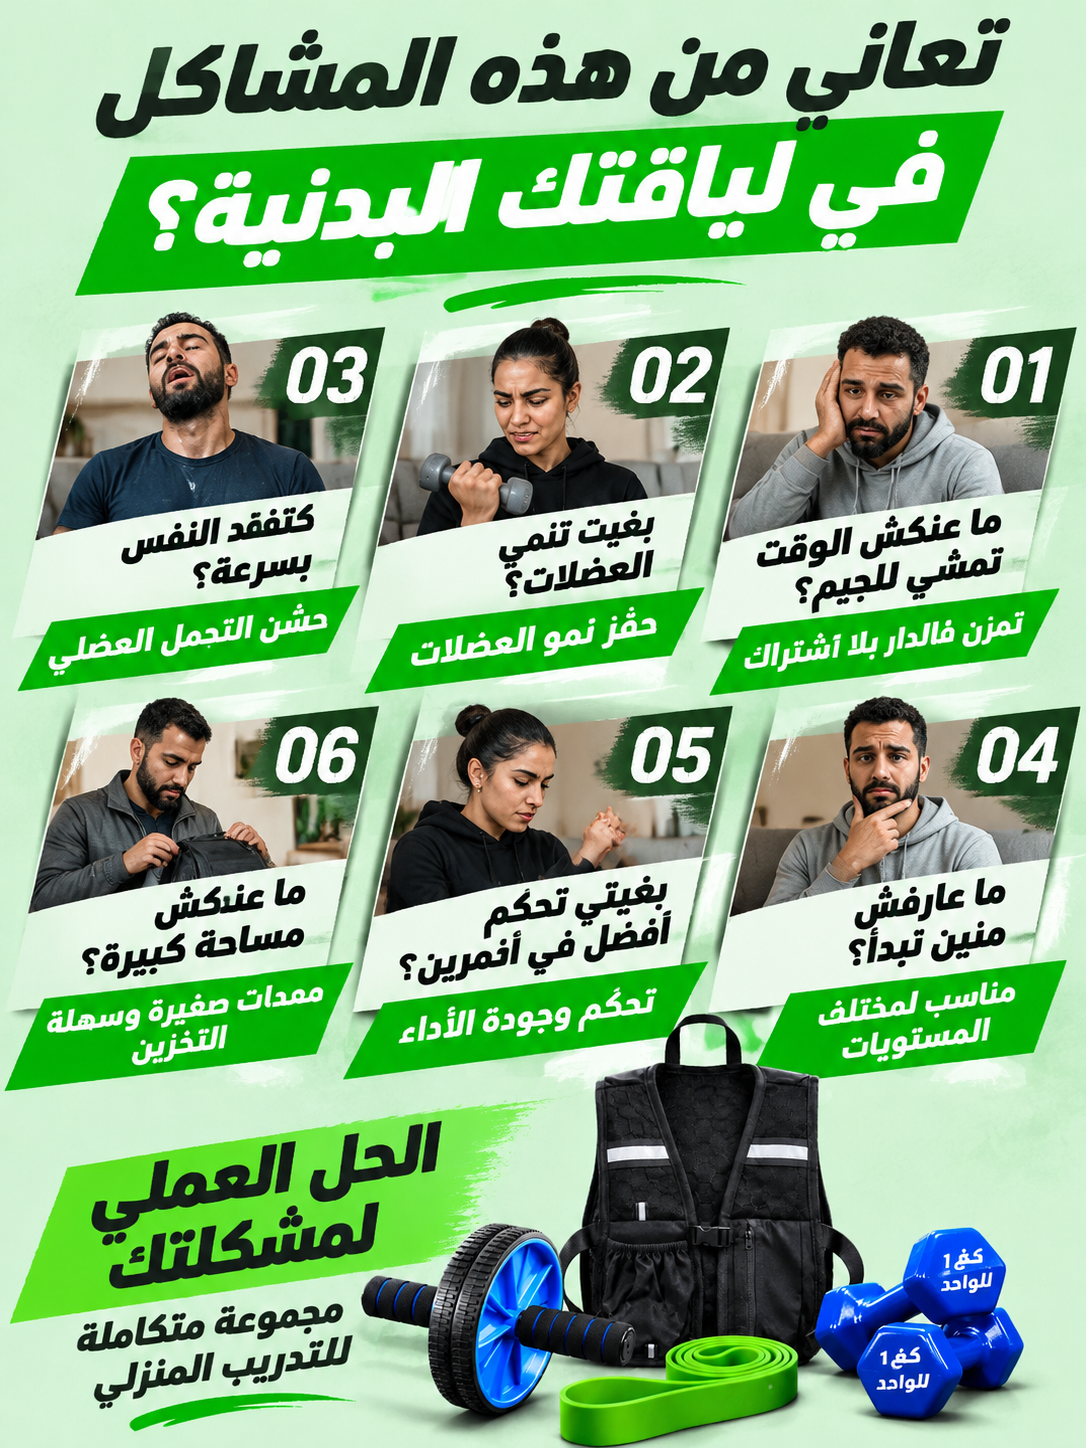 تعاني من هذه المشاكل
في لياقتك البدنية؟
01
ما عنكش الوقت
تمشي للجيم؟
تمزن فالدار بلا أشتراك
02
بغيت تنمي
العضلات؟
حفّز نمو العضلات
03
كتفقد النفس
بسرعة؟
حشن التجمل العضلي
04
ما عارفش
منين تبدأ؟
مناسب لمختلف
المستويات
05
بغيتي تحكم
أفضل في أنمرين؟
تحكّم وجودة الأداء
06
ما عندكش
مساحة كبيرة؟
معدات صغيرة وسهلة
التخزين
الحل العملي
لمشكلتك
مجموعة متكاملة
للتدريب المنزلي
1 كغ
للواحد
1 كغ
للواحد